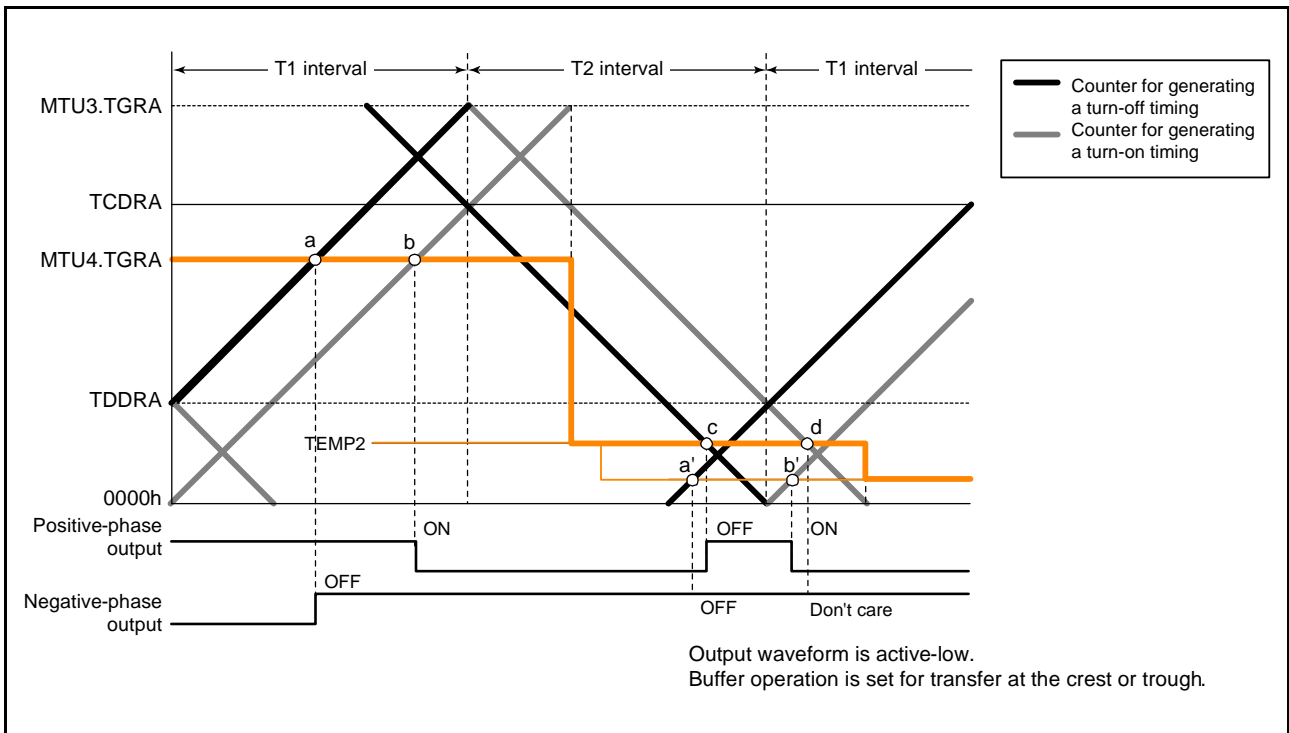 T1 interval
T2 interval
T1 interval
Counter for generating
a turn-off timing
Counter for generating
a turn-on timing
MTU3.TGRA
TCDRA
a
b
MTU4.TGRA
TDDRA
TEMP2
c
d
a'
b'
0000h
Positive-phase
output
ON
OFF
ON
OFF
Negative-phase
output
OFF
Don't care
Output waveform is active-low.
Buffer operation is set for transfer at the crest or trough.